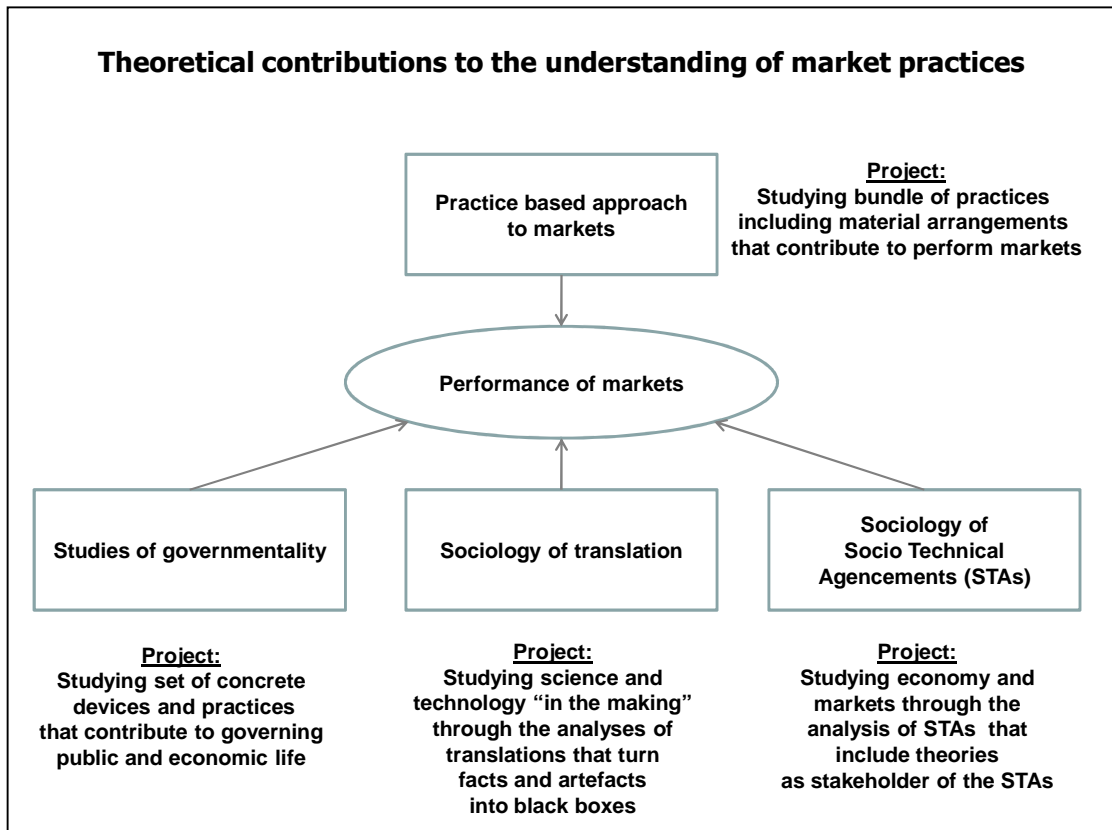 Theoretical contributions to the understanding of market practices
Practice based approach
to markets
Project:
Studying bundle of practices
including material arrangements
that contribute to perform markets
Performance of markets
Studies of governmentality
Sociology of translation
Sociology of
Socio Technical
Agencements (STAs)
Project:
Studying set of concrete
devices and practices
that contribute to governing
public and economic life
Project:
Studying science and
technology “in the making”
through the analyses of
translations that turn
facts and artefacts
into black boxes
Project:
Studying economy and
markets through the
analysis of STAs that
include theories
as stakeholder of the STAs